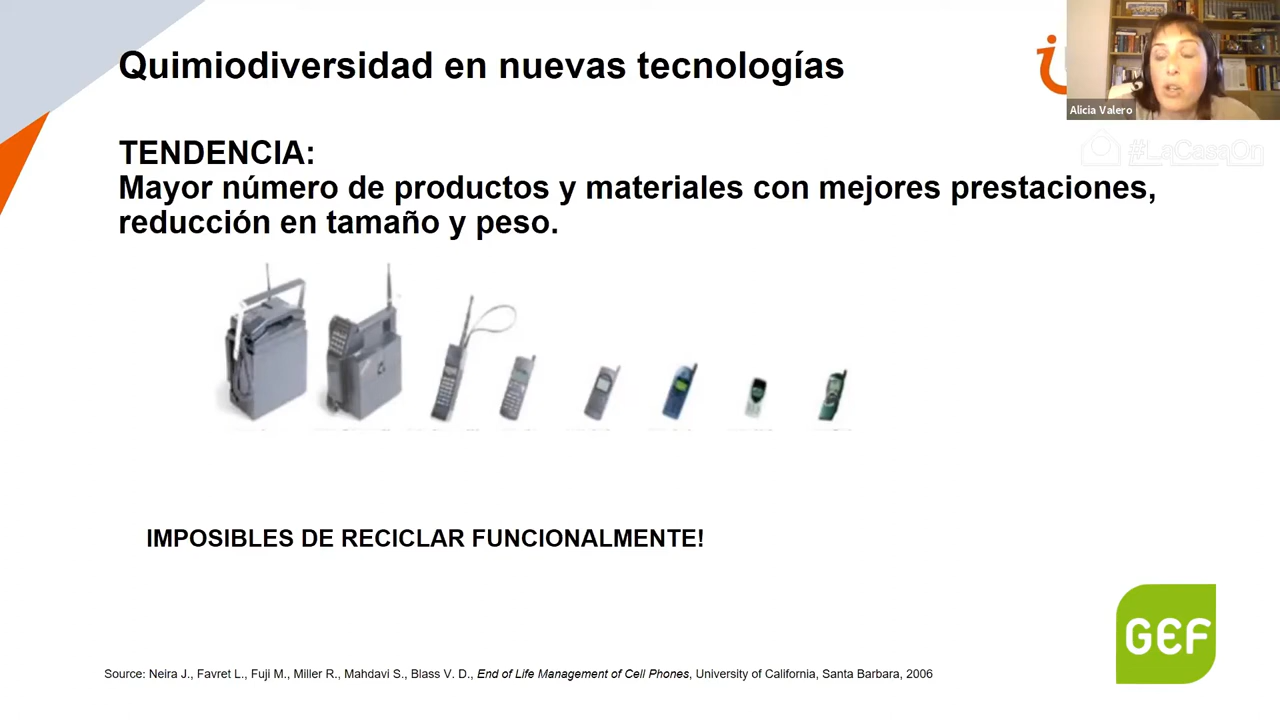 Quimiodiversidad en nuevas tecnologías
Alicia Valero
#LaCasaOn
TENDENCIA:
Mayor número de productos y materiales con mejores prestaciones,
reducción en tamaño y peso.
IMPOSIBLES DE RECICLAR FUNCIONALMENTE!
GEF
Source: Neira J., Favret L., Fuji M., Miller R., Mahdavi S., Blass V. D., End of Life Management of Cell Phones, University of California, Santa Barbara, 2006